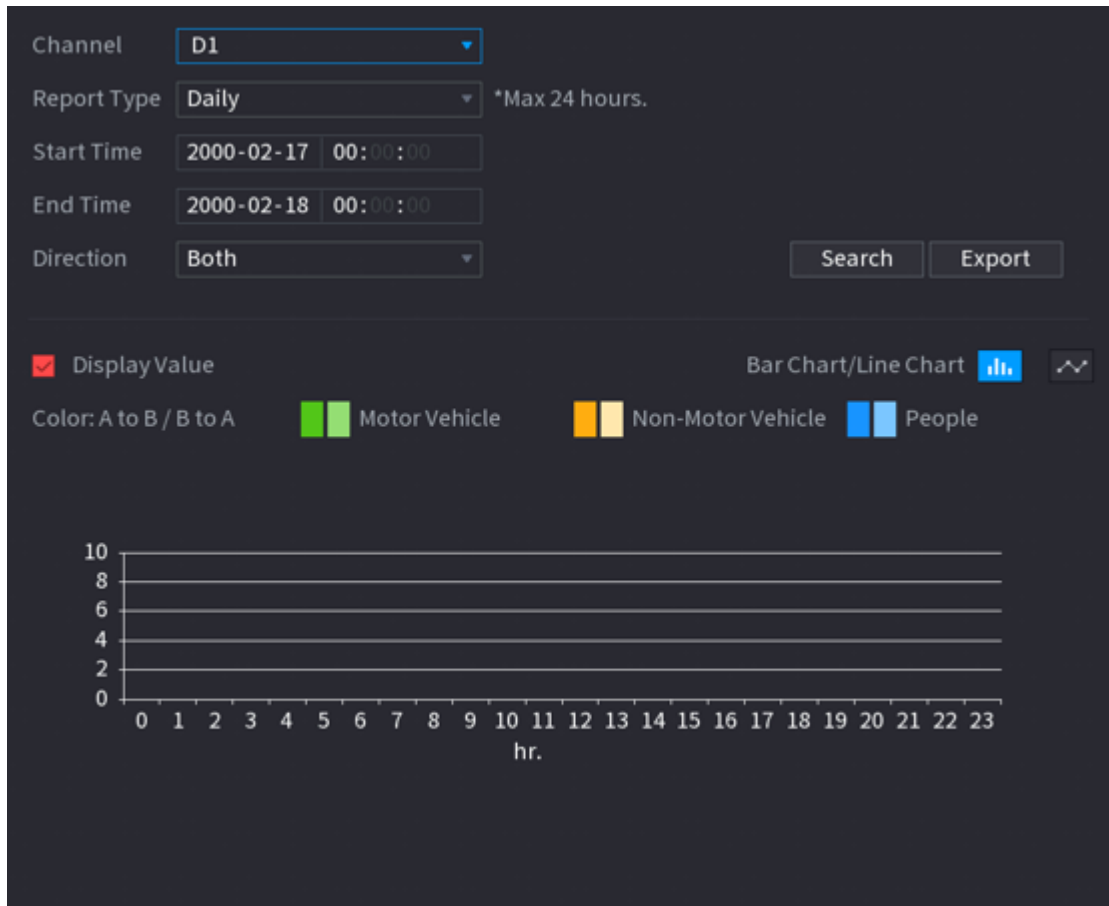 Channel D1
Report Type Daily *Max 24 hours.
Start Time 2000-02-17 00:00:00
End Time 2000-02-18 00:00:00
Direction Both Search Export
Display Value Bar Chart/Line Chart
Color: A to B / B to A Motor Vehicle Non-Motor Vehicle People
10
8
6
4
2
0
0 1 2 3 4 5 6 7 8 9 10 11 12 13 14 15 16 17 18 19 20 21 22 23
hr.